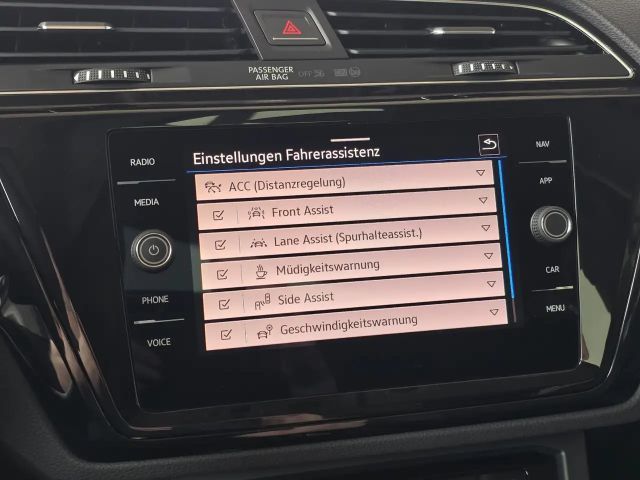 PASSENGER
AIR BAG OFF
RADIO
MEDIA
PHONE
VOICE
Einstellungen Fahrerassistenz
ACC (Distanzregelung)
Front Assist
Lane Assist (Spurhalteassist.)
Müdigkeitswarnung
Side Assist
Geschwindigkeitswarnung
NAV
APP
CAR
MENU